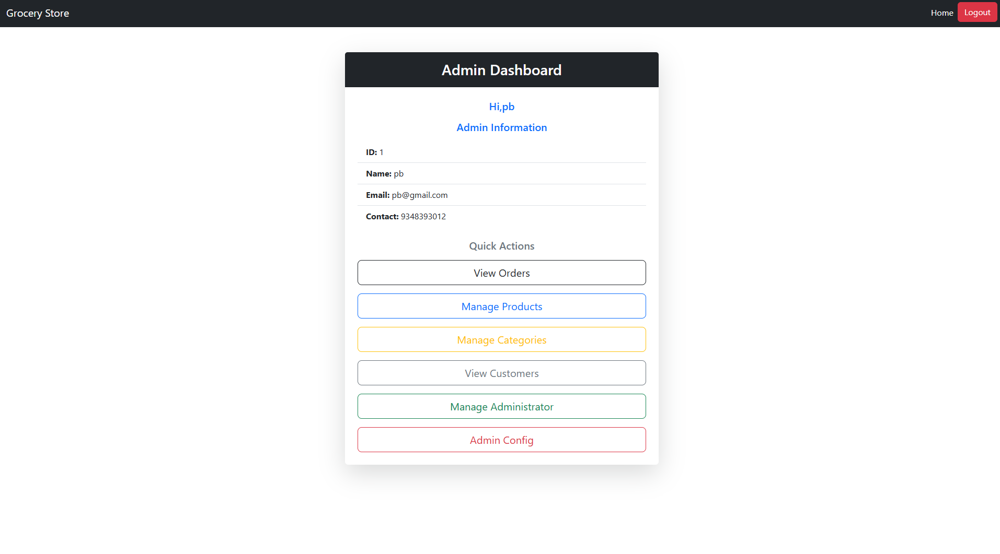 Grocery Store
Home
Logout
Admin Dashboard
Hi,pb
Admin Information
ID: 1
Name: pb
Email: pb@gmail.com
Contact: 9348393012
Quick Actions
View Orders
Manage Products
Manage Categories
View Customers
Manage Administrator
Admin Config